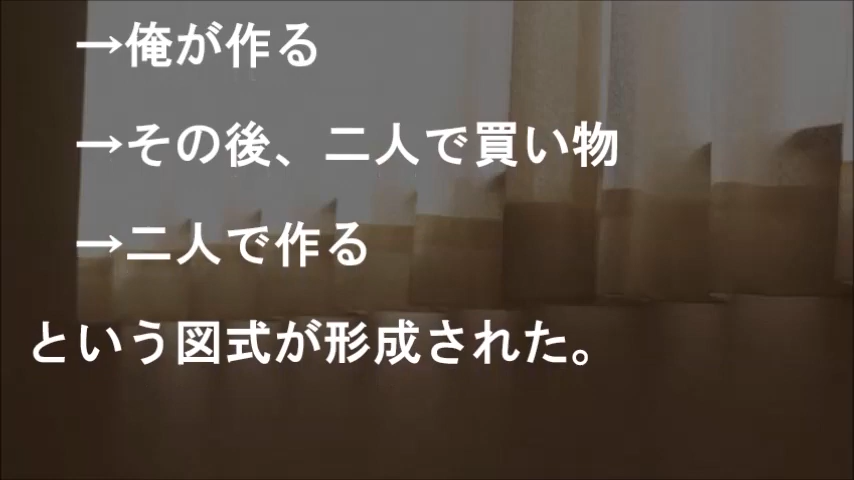 →俺が作る
→その後、二人で買い物
→二人で作る
という図式が形成された。